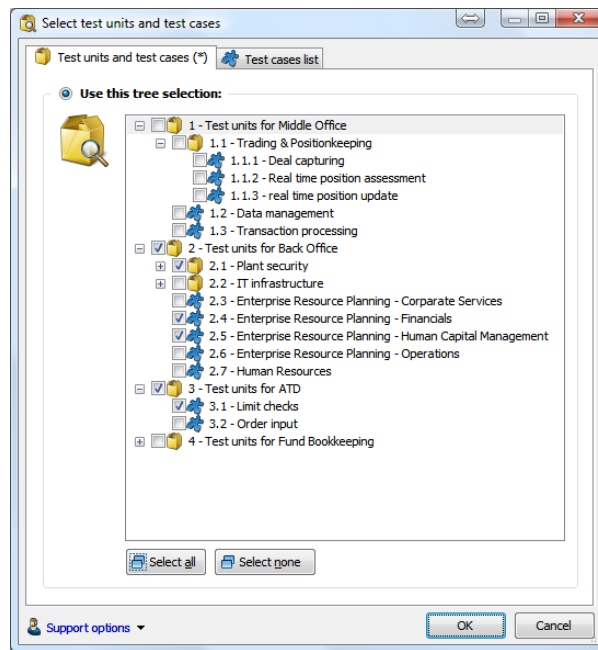 Select test units and test cases
Test units and test cases (*)
Test cases list
Use this tree selection:
1 - Test units for Middle Office
1.1 - Trading & Positionkeeping
1.1.1 - Deal capturing
1.1.2 - Real time position assessment
1.1.3 - real time position update
1.2 - Data management
1.3 - Transaction processing
2 - Test units for Back Office
2.1 - Plant security
2.2 - IT infrastructure
2.3 - Enterprise Resource Planning - Corparate Services
2.4 - Enterprise Resource Planning - Financials
2.5 - Enterprise Resource Planning - Human Capital Management
2.6 - Enterprise Resource Planning - Operations
2.7 - Human Resources
3 - Test units for ATD
3.1 - Limit checks
3.2 - Order input
4 - Test units for Fund Bookkeeping
Select all
Select none
Support options
OK
Cancel